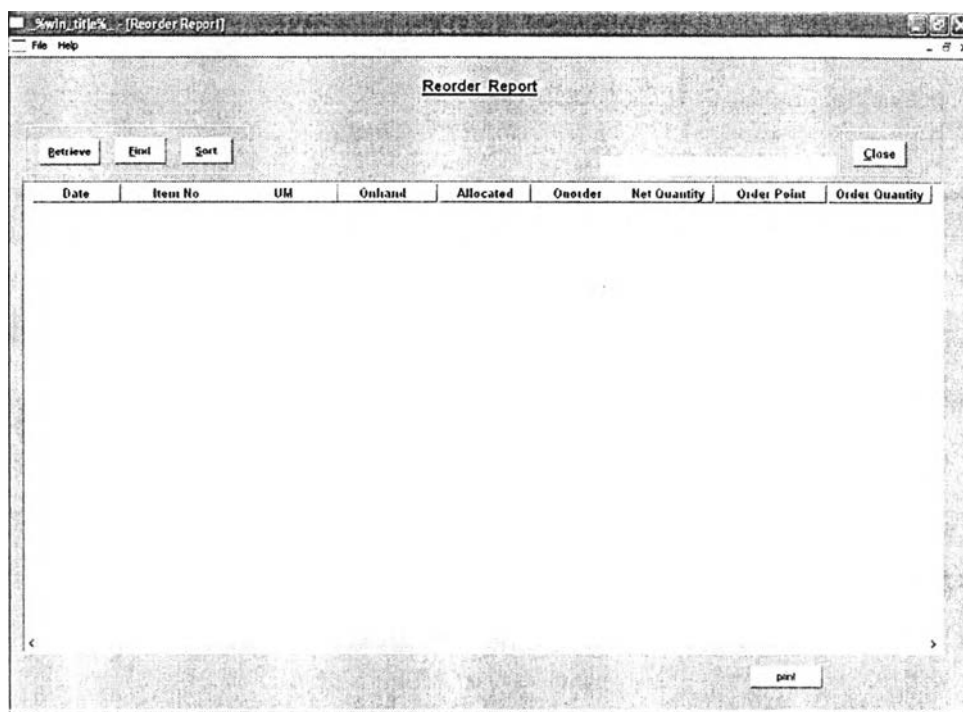 _%win_title%_ - [Reorder Report]
File Help
Reorder Report
Retrieve Find Sort Close
Date Item No UM Onhand Allocated Onorder Net Quantity Order Point Order Quantity
print